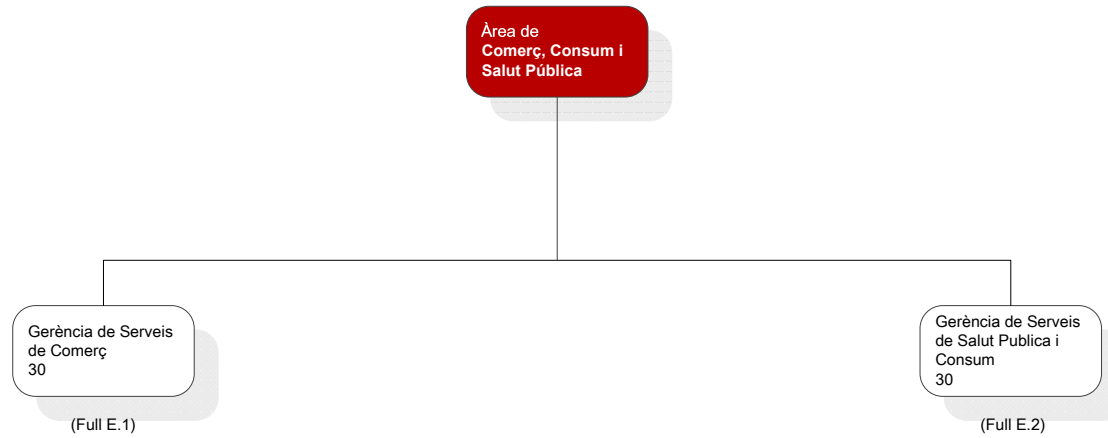 Àrea de
Comerç, Consum i
Salut Pública
Gerència de Serveis
de Comerç
30
(Full E.1)
Gerència de Serveis
de Salut Publica i
Consum
30
(Full E.2)